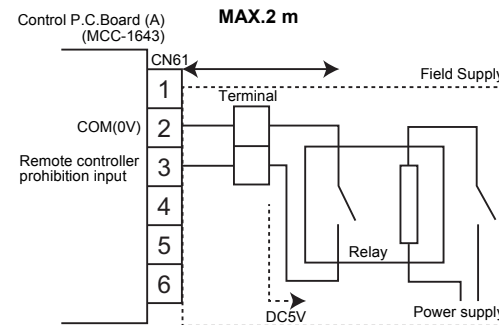 Control P.C.Board (A)
(MCC-1643)
MAX.2 m
CN61
Field Supply
1
Terminal
COM(0V)
2
Remote controller
prohibition input
3
4
5
Relay
6
DC5V
Power supply